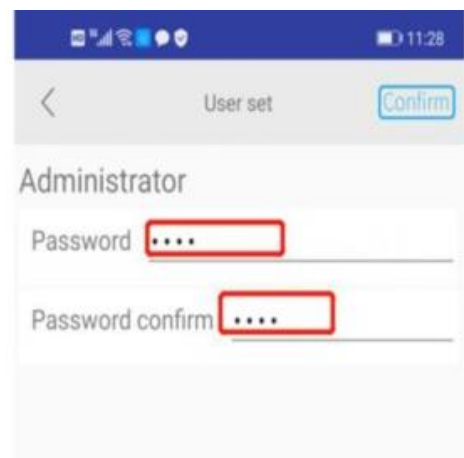 11:28
User set
Confirm
Administrator
Password ····
Password confirm ····